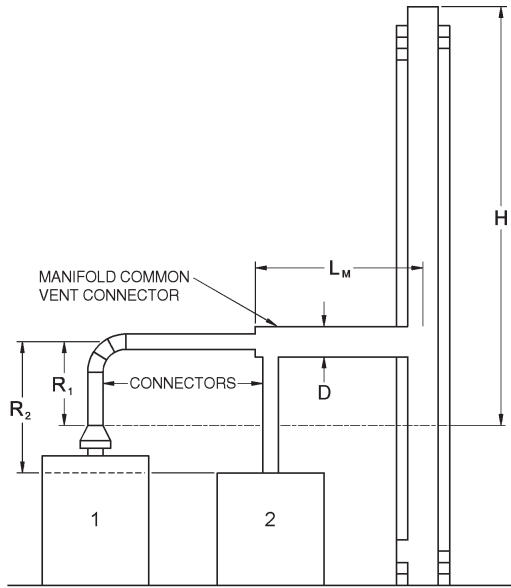 H
L M
MANIFOLD COMMON
VENT CONNECTOR
R 1
R 2
CONNECTORS
D
1
2